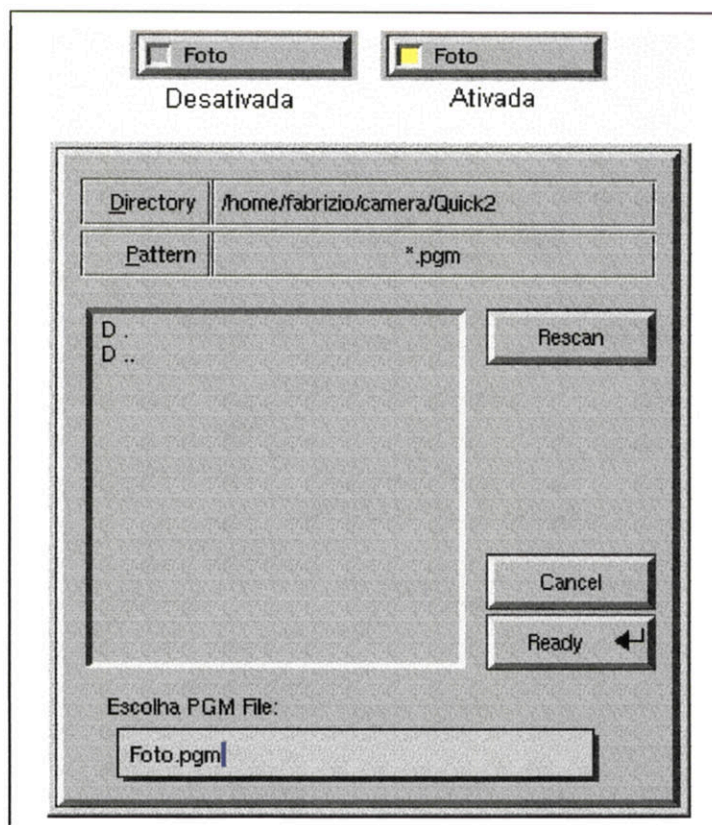 Foto Foto
Desativada Ativada
Directory /home/fabrizio/camera/Quick2
Pattern *.pgm
D .
D ..
Rescan
Cancel
Ready
Escolha PGM File:
Foto.pgm